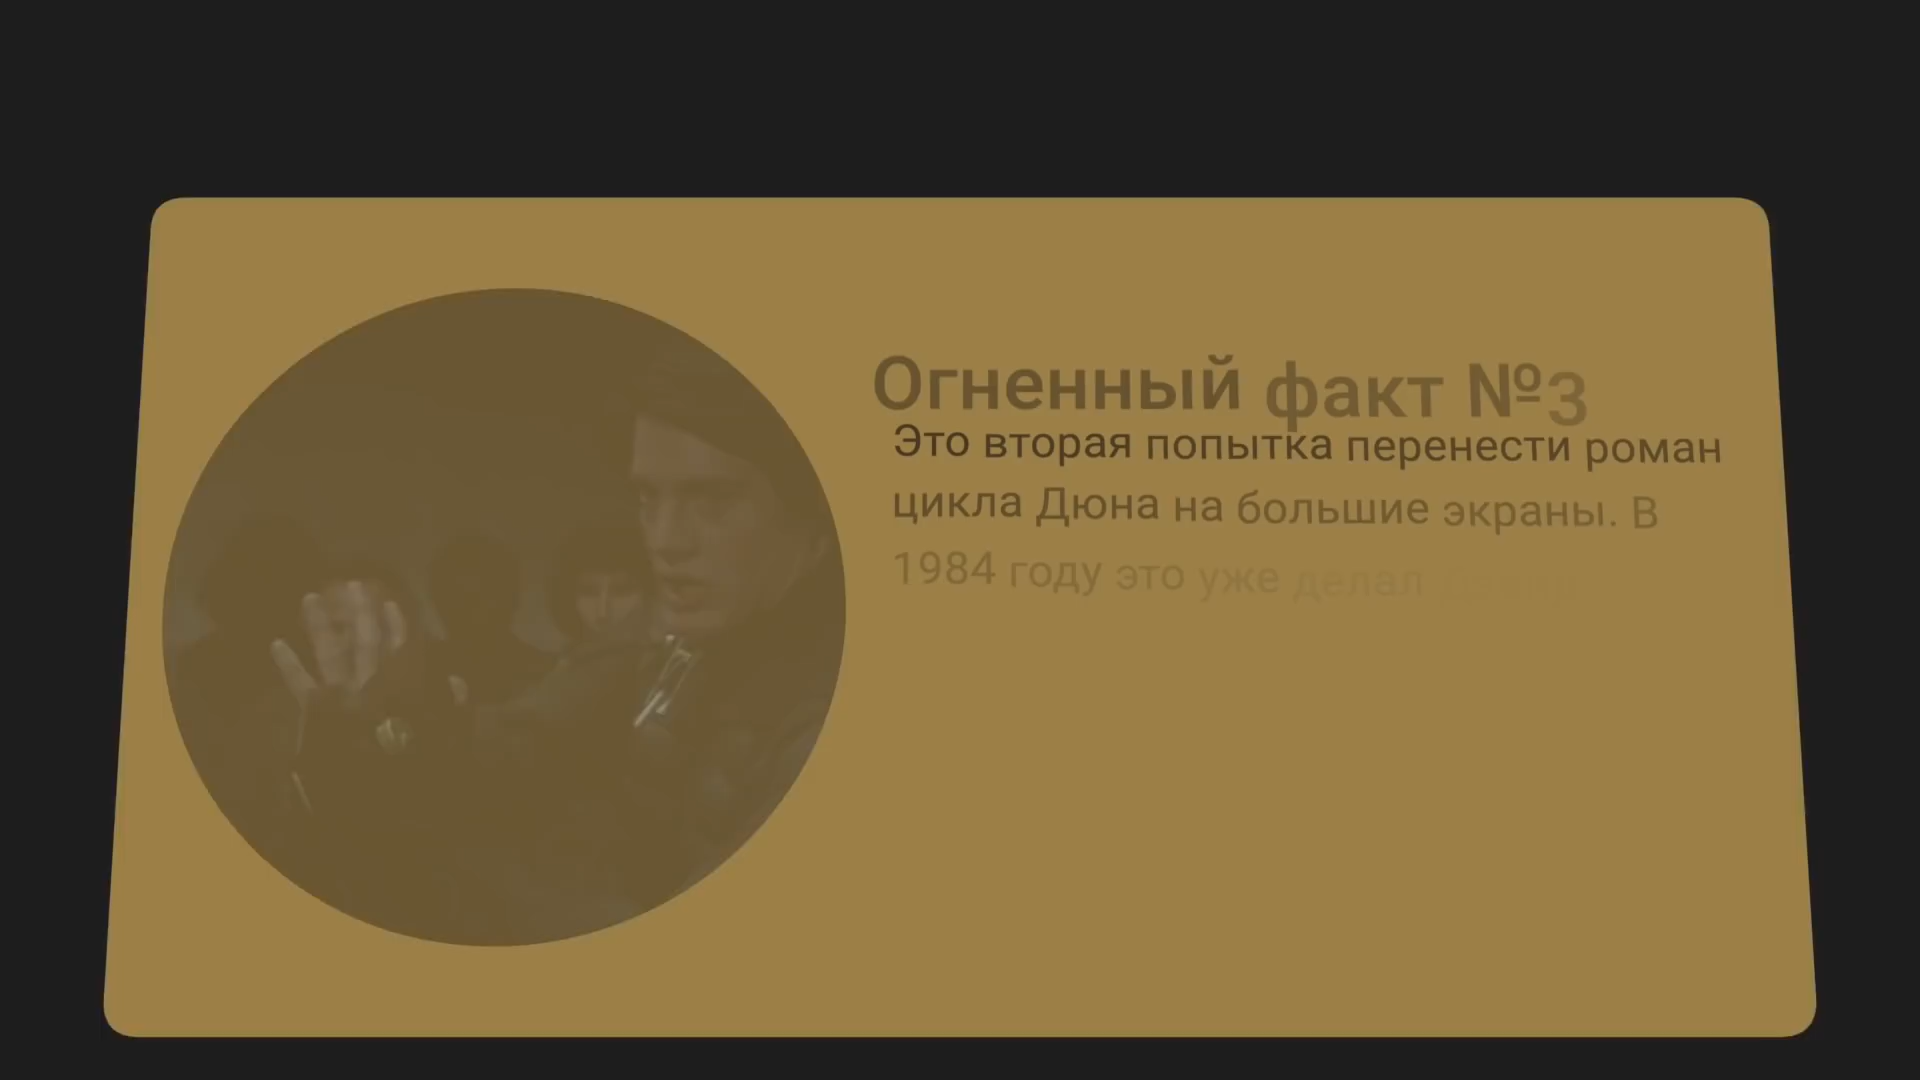 Огненный факт №3
Это вторая попытка перенести роман
цикла Дюна на большие экраны. В
1984 году это уже делал